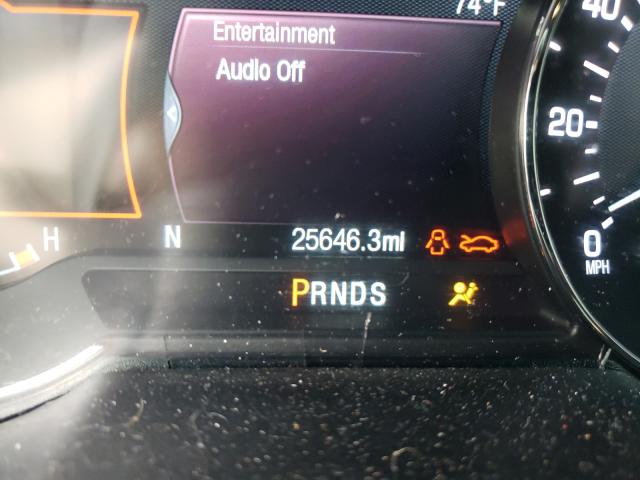 74°F
Entertainment
Audio Off
40
20
0
MPH
H
N
25646.3mi
PRNDS